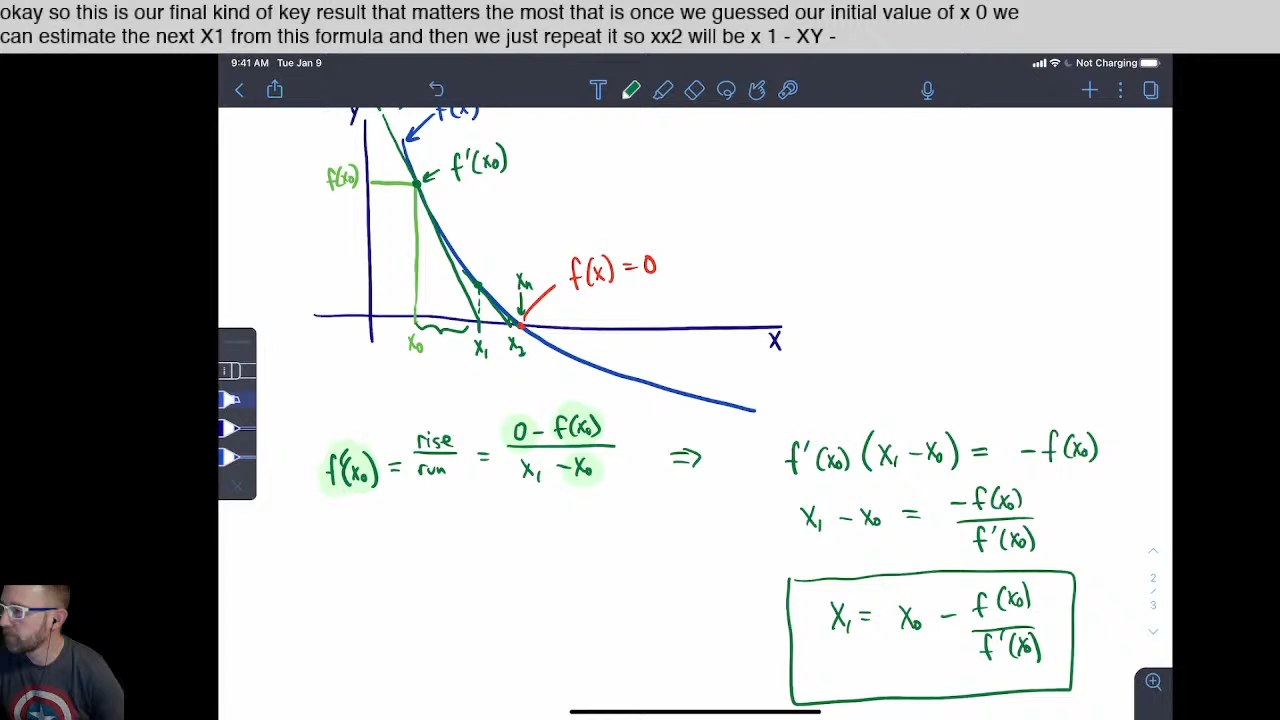 okay so this is our final kind of key result that matters the most that is once we guessed our initial value of x 0 we
can estimate the next X1 from this formula and then we just repeat it so xx2 will be x 1 - XY -
9:41 AM Tue Jan 9
Not Charging
T
Y
f(x)
f'(x₀)
f(x₀)
f(x) = 0
xₙ
x₀
x₁
x₂
X
f'(x₀) = rise/run = (0 - f(x₀))/(x₁ - x₀) ⇒ f'(x₀)(x₁ - x₀) = -f(x₀)
x₁ - x₀ = -f(x₀)/f'(x₀)
x₁ = x₀ - f(x₀)/f'(x₀)
2
/
3